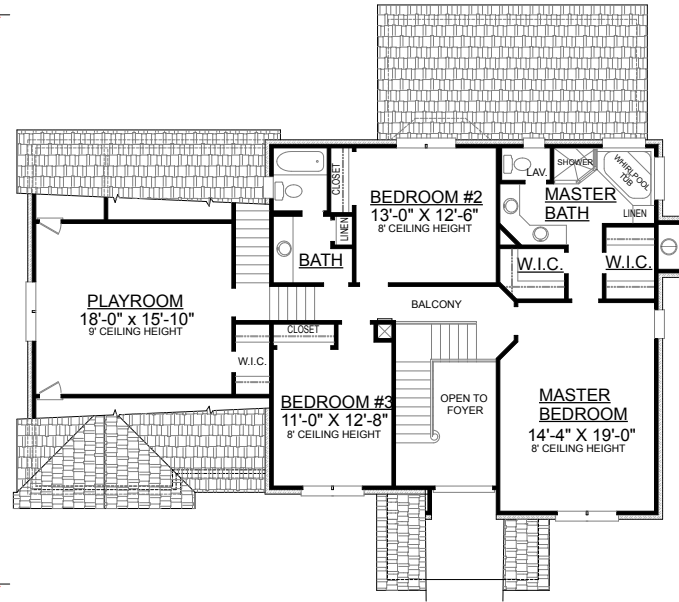 CLOSET
BEDROOM #2
13'-0" X 12'-6"
8' CEILING HEIGHT
LAV.
SHOWER
WHIRLPOOL
TUB
MASTER
BATH
LINEN
LINEN
BATH
W.I.C.
W.I.C.
PLAYROOM
18'-0" x 15'-10"
9' CEILING HEIGHT
BALCONY
CLOSET
W.I.C.
BEDROOM #3
11'-0" X 12'-8"
8' CEILING HEIGHT
OPEN TO
FOYER
MASTER
BEDROOM
14'-4" X 19'-0"
8' CEILING HEIGHT